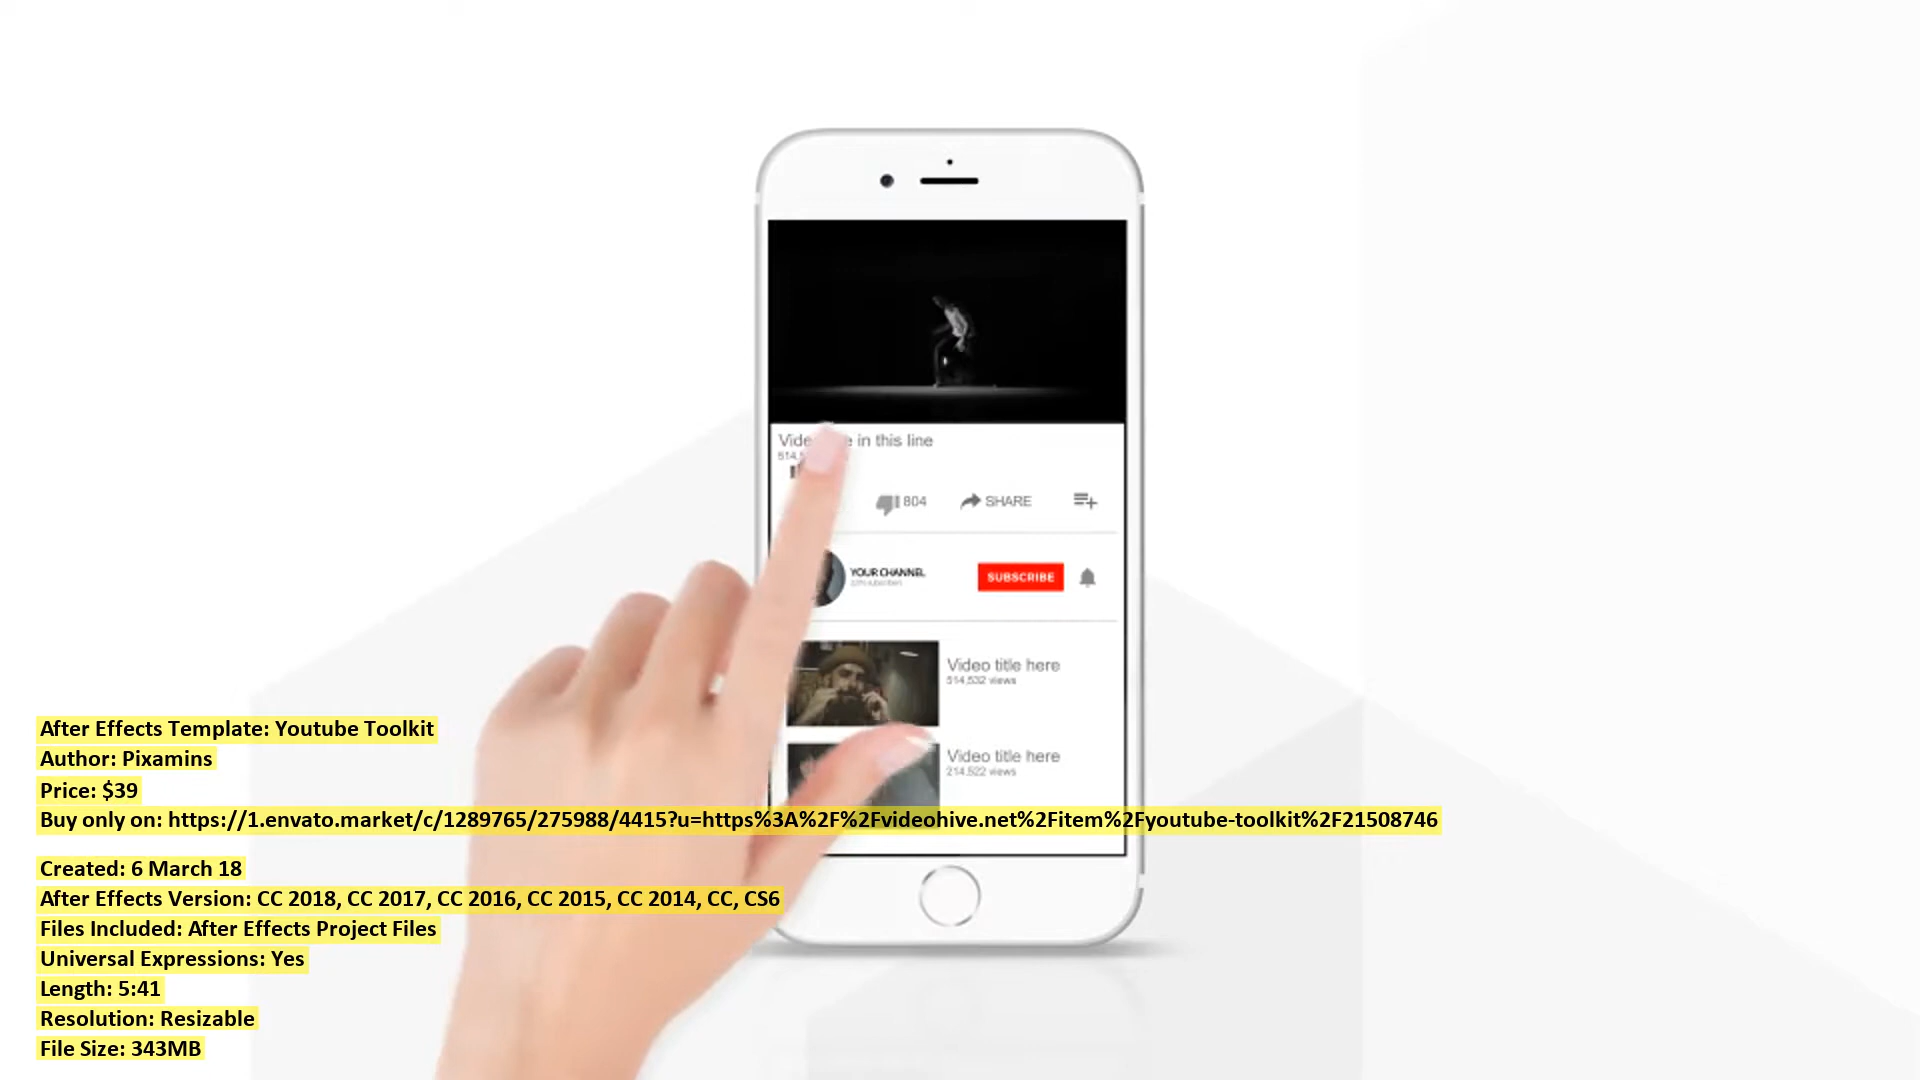 Vide e in this line
514,5
804
SHARE
YOUR CHANNEL
SUBSCRIBE
Video title here
514,532 views
Video title here
214,522 views
After Effects Template: Youtube Toolkit
Author: Pixamins
Price: $39
Buy only on: https://1.envato.market/c/1289765/275988/4415?u=https%3A%2F%2Fvideohive.net%2Fitem%2Fyoutube-toolkit%2F21508746
Created: 6 March 18
After Effects Version: CC 2018, CC 2017, CC 2016, CC 2015, CC 2014, CC, CS6
Files Included: After Effects Project Files
Universal Expressions: Yes
Length: 5:41
Resolution: Resizable
File Size: 343MB